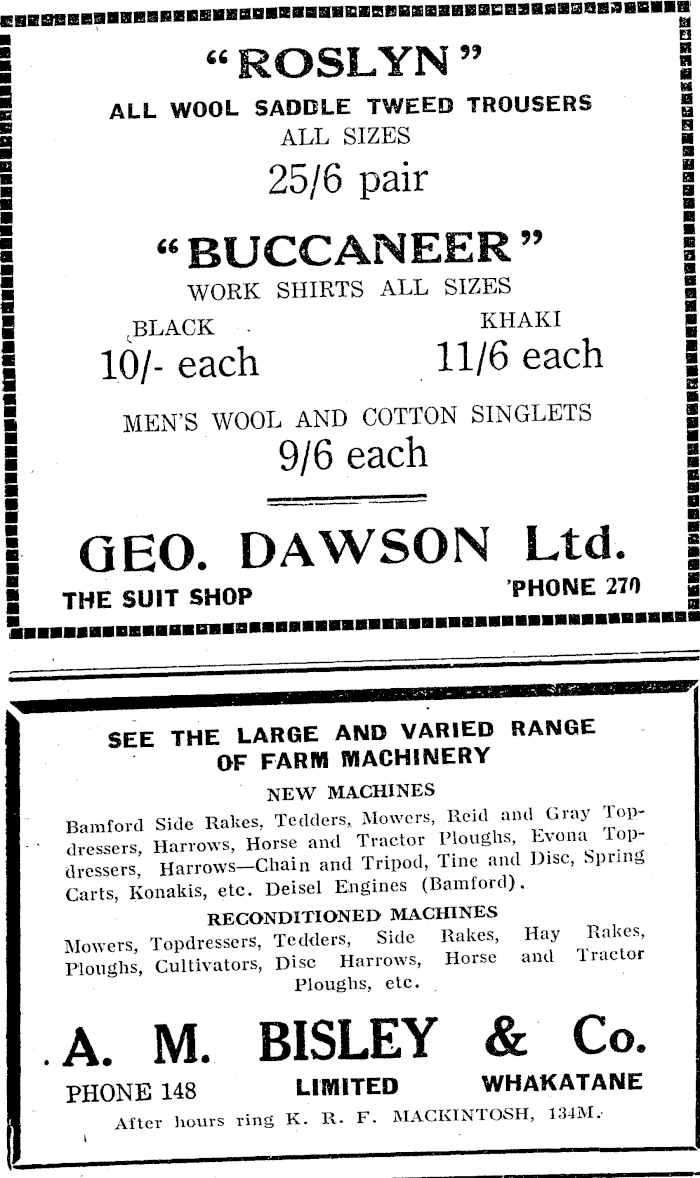 “ROSLYN”
ALL WOOL SADDLE TWEED TROUSERS
ALL SIZES
25/6 pair
“BUCCANEER”
WORK SHIRTS ALL SIZES
BLACK KHAKI
10/- each 11/6 each
MEN'S WOOL AND COTTON SINGLETS
9/6 each
GEO. DAWSON Ltd.
THE SUIT SHOP 'PHONE 270
SEE THE LARGE AND VARIED RANGE
OF FARM MACHINERY
NEW MACHINES
Bamford Side Rakes, Tedders, Mowers, Reid and Gray Top-
dressers, Harrows, Horse and Tractor Ploughs, Evona Top-
dressers, Harrows—Chain and Tripod, Tine and Disc, Spring
Carts, Konakis, etc. Deisel Engines (Bamford).
RECONDITIONED MACHINES
Mowers, Topdressers, Tedders, Side Rakes, Hay Rakes,
Ploughs, Cultivators, Disc Harrows, Horse and Tractor
Ploughs, etc.
A. M. BISLEY & Co.
PHONE 148 LIMITED WHAKATANE
After hours ring K. R. F. MACKINTOSH, 134M.